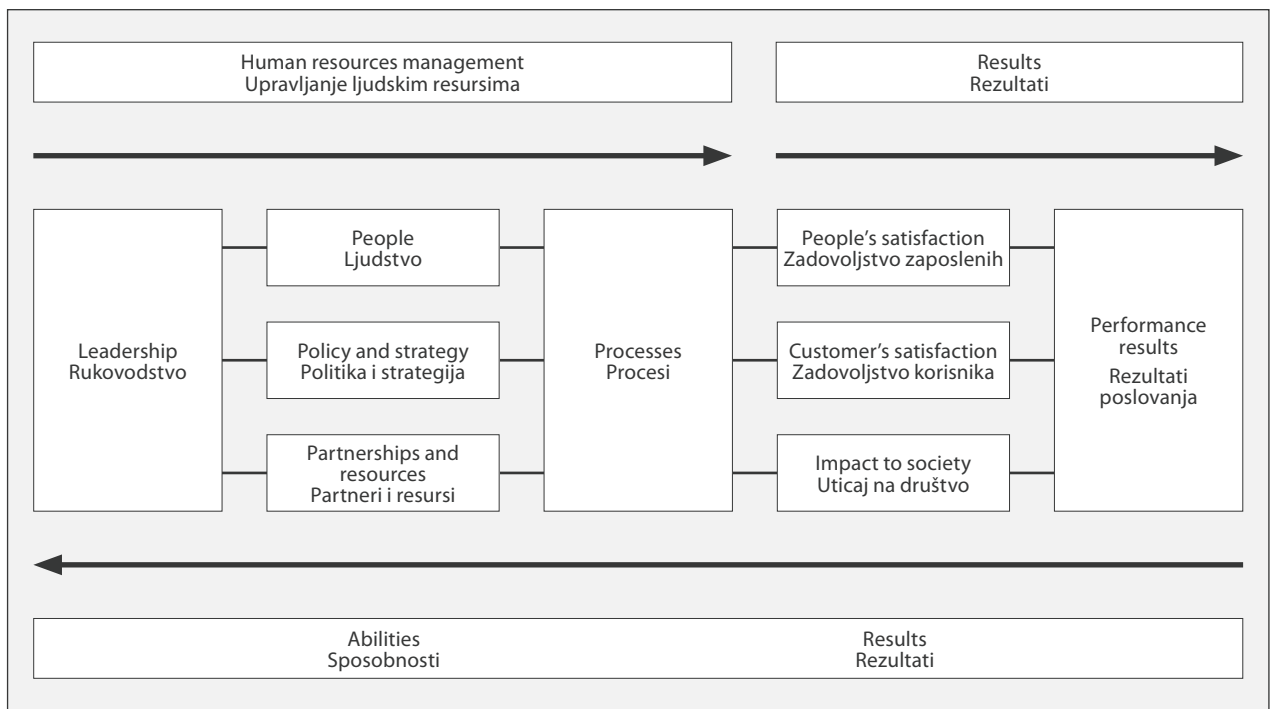 Human resources management
Upravljanje ljudskim resursima
Results
Rezultati
Leadership
Rukovodstvo
People
Ljudstvo
Policy and strategy
Politika i strategija
Partnerships and
resources
Partneri i resursi
Processes
Procesi
People's satisfaction
Zadovoljstvo zaposlenih
Customer's satisfaction
Zadovoljstvo korisnika
Impact to society
Uticaj na društvo
Performance
results
Rezultati
poslovanja
Abilities
Sposobnosti
Results
Rezultati